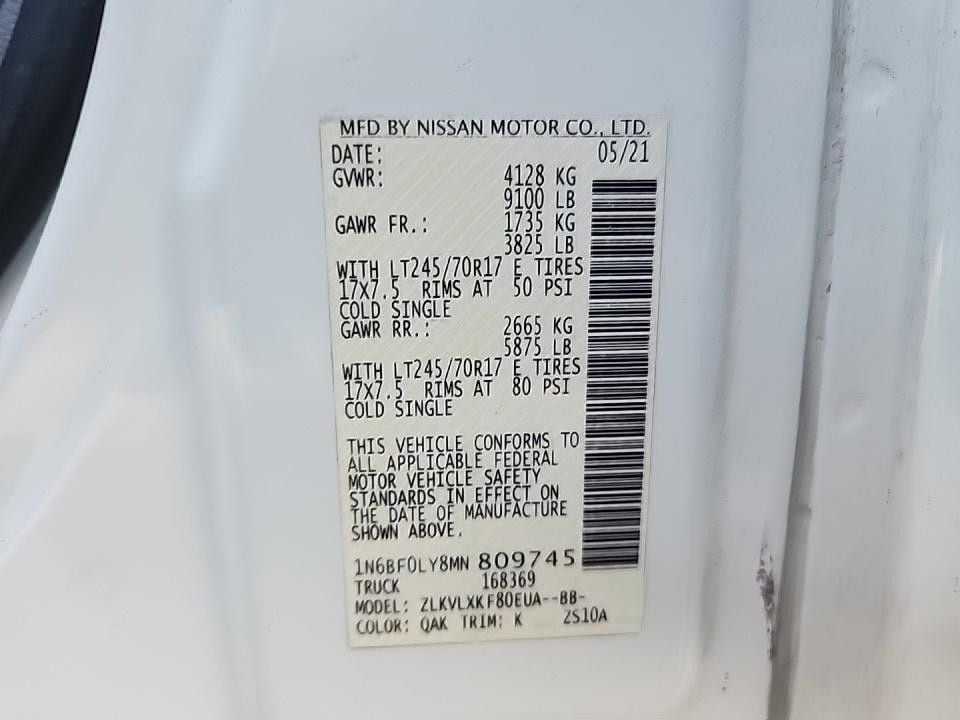 MFD BY NISSAN MOTOR CO., LTD.
DATE: 05/21
GVWR: 4128 KG
9100 LB
GAWR FR.: 1735 KG
3825 LB
WITH LT245/70R17 E TIRES
17X7.5 RIMS AT 50 PSI
COLD SINGLE
GAWR RR.: 2665 KG
5875 LB
WITH LT245/70R17 E TIRES
17X7.5 RIMS AT 80 PSI
COLD SINGLE
THIS VEHICLE CONFORMS TO
ALL APPLICABLE FEDERAL
MOTOR VEHICLE SAFETY
STANDARDS IN EFFECT ON
THE DATE OF MANUFACTURE
SHOWN ABOVE.
1N6BF0LY8MN 809745
TRUCK 168369
MODEL: ZLKVLXKF80EUA--BB-
COLOR: QAK TRIM: K ZS10A